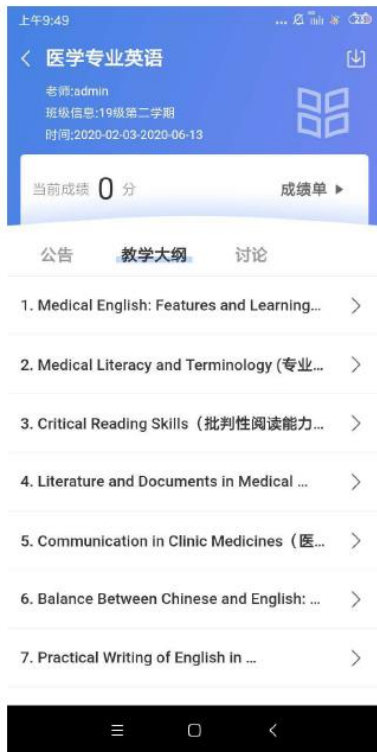 上午9:49
...
医学专业英语
老师:admin
班级信息:19级第二学期
时间:2020-02-03-2020-06-13
当前成绩 0 分
成绩单
公告 教学大纲 讨论
1. Medical English: Features and Learning...
2. Medical Literacy and Terminology (专业...
3. Critical Reading Skills（批判性阅读能力...
4. Literature and Documents in Medical ...
5. Communication in Clinic Medicines（医...
6. Balance Between Chinese and English: ...
7. Practical Writing of English in ...